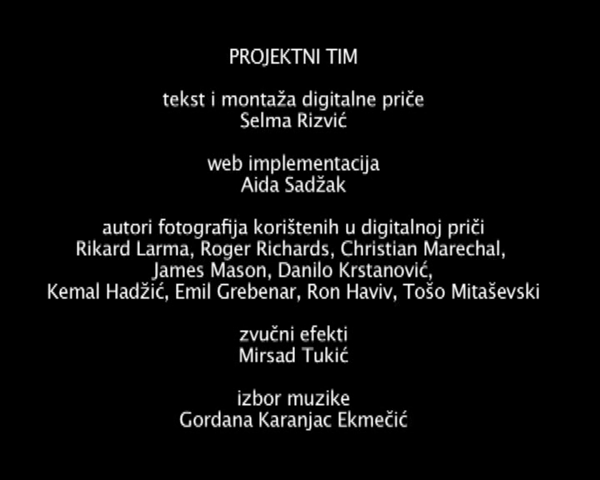 PROJEKTNI TIM
tekst i montaža digitalne priče
Selma Rizvić
web implementacija
Aida Sadžak
autori fotografija korištenih u digitalnoj priči
Rikard Larma, Roger Richards, Christian Marechal,
James Mason, Danilo Krstanović,
Kemal Hadžić, Emil Grebenar, Ron Haviv, Tošo Mitaševski
zvučni efekti
Mirsad Tukić
izbor muzike
Gordana Karanjac Ekmečić